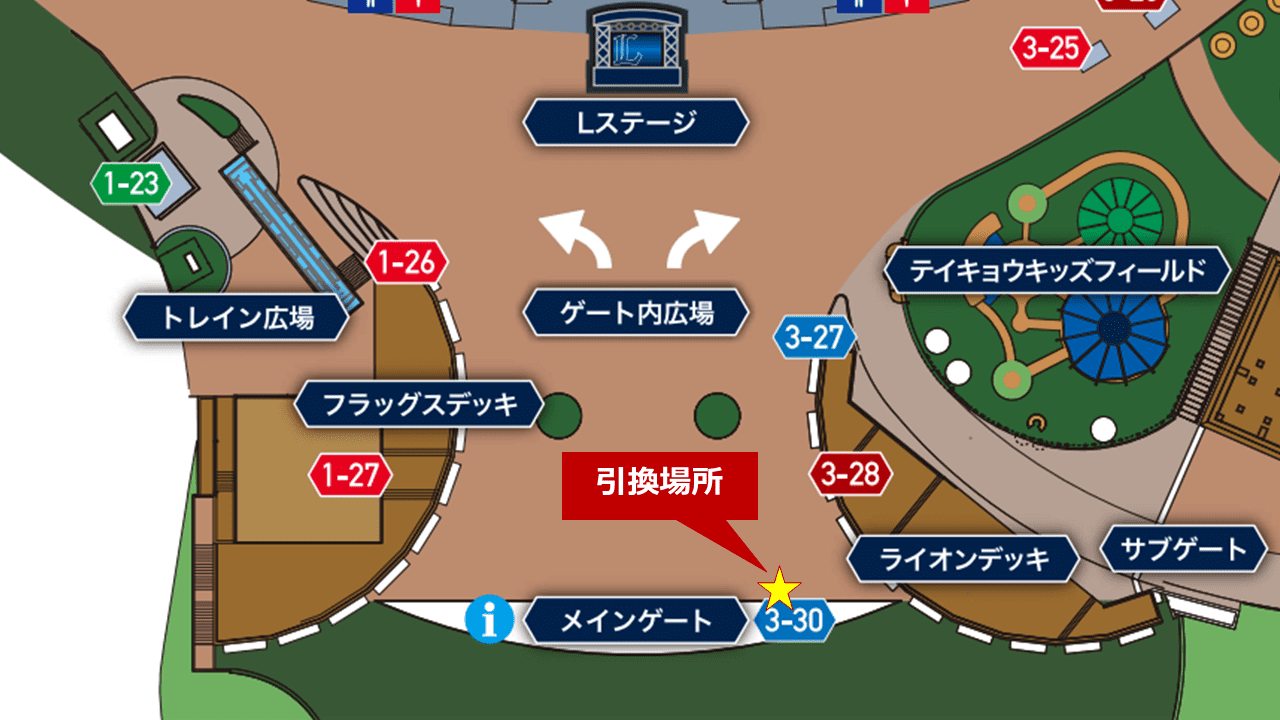 3-25
Lステージ
1-23
1-26
テイキョウキッズフィールド
トレイン広場
ゲート内広場
3-27
フラッグスデッキ
1-27
引換場所
3-28
ライオンデッキ
サブゲート
i
メインゲート
3-30